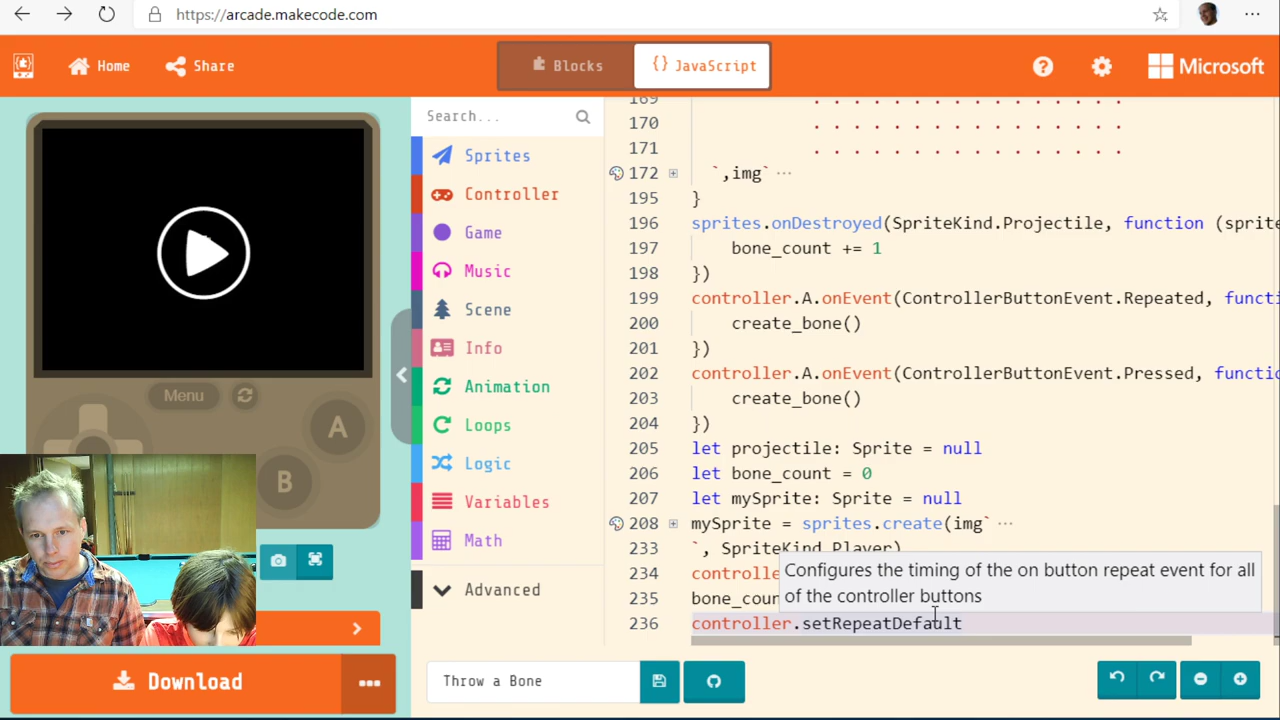 https://arcade.makecode.com
Home
Share
Blocks
{} JavaScript
Microsoft
Search...
Sprites
Controller
Game
Music
Scene
Info
Animation
Loops
Logic
Variables
Math
Advanced
Menu
A
B
Download
Throw a Bone
169 . . . . . . . . . . . . . . . .
170 . . . . . . . . . . . . . . . .
171 . . . . . . . . . . . . . . . .
172 `,img` ...
195 }
196 sprites.onDestroyed(SpriteKind.Projectile, function (sprite
197 bone_count += 1
198 })
199 controller.A.onEvent(ControllerButtonEvent.Repeated, functi
200 create_bone()
201 })
202 controller.A.onEvent(ControllerButtonEvent.Pressed, functio
203 create_bone()
204 })
205 let projectile: Sprite = null
206 let bone_count = 0
207 let mySprite: Sprite = null
208 mySprite = sprites.create(img` ...
233 `, SpriteKind.Player)
234 controlle
235 bone_coun
236 controller.setRepeatDefault
Configures the timing of the on button repeat event for all
of the controller buttons